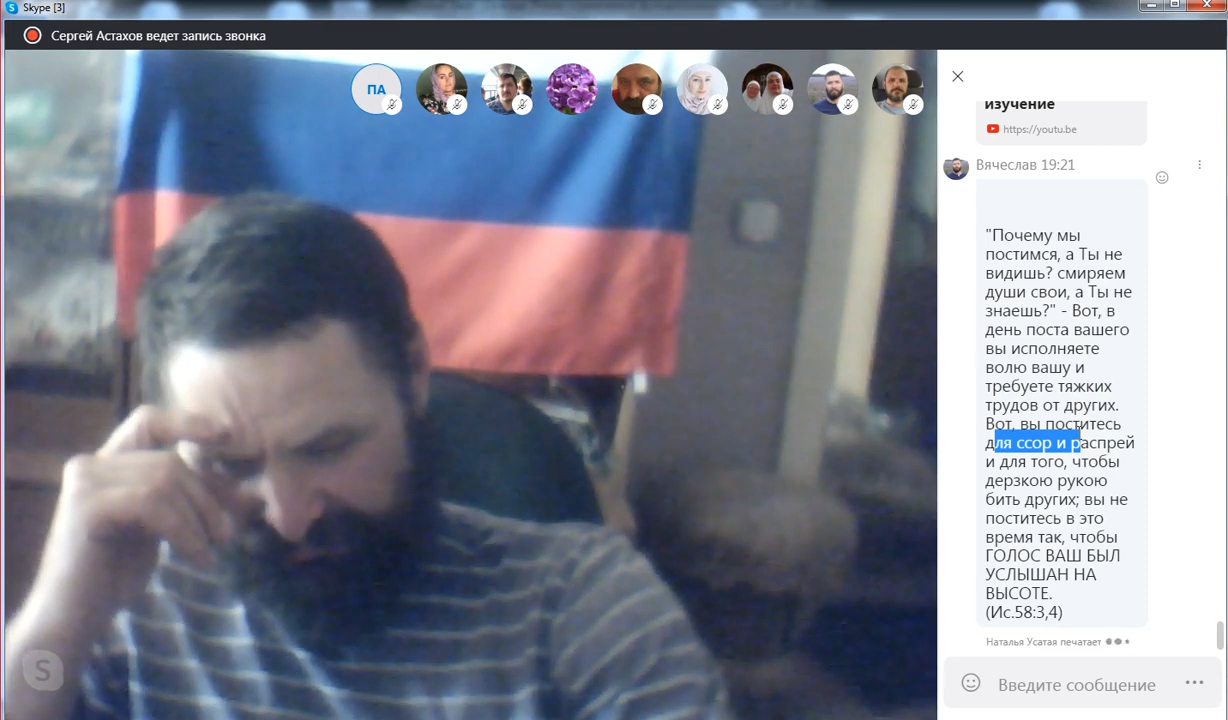 Skype [3]
Сергей Астахов ведет запись звонка
ПА
изучение
https://youtu.be
Вячеслав 19:21
"Почему мы
постимся, а Ты не
видишь? смиряем
души свои, а Ты не
знаешь?" - Вот, в
день поста вашего
вы исполняете
волю вашу и
требуете тяжких
трудов от других.
Вот, вы поститесь
для ссор и распрей
и для того, чтобы
дерзкою рукою
бить других; вы не
поститесь в это
время так, чтобы
ГОЛОС ВАШ БЫЛ
УСЛЫШАН НА
ВЫСОТЕ.
(Ис.58:3,4)
Наталья Усатая печатает
Введите сообщение